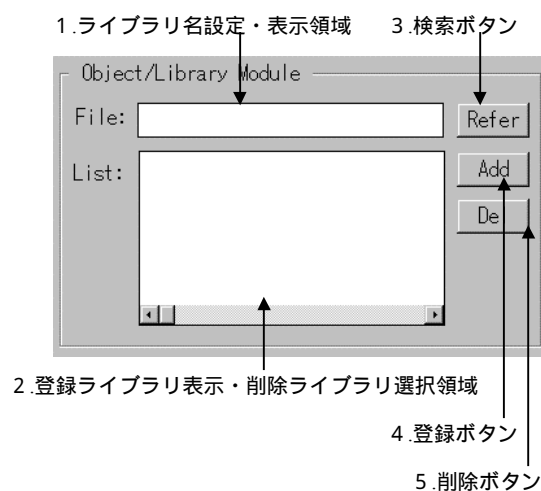 1.ライブラリ名設定・表示領域 3.検索ボタン
Object/Library Module
File: Refer
List: Add
De
2.登録ライブラリ表示・削除ライブラリ選択領域
4.登録ボタン
5.削除ボタン